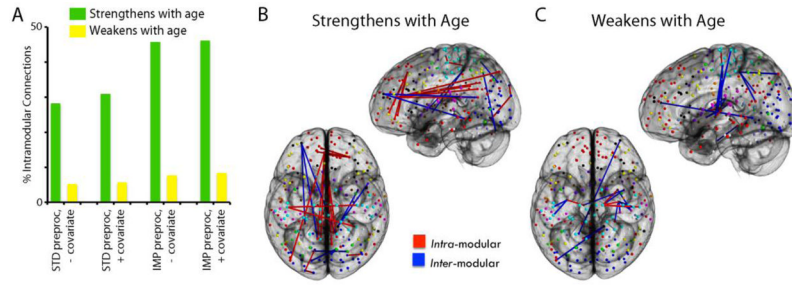 A
Strengthens with age
Weakens with age
50
% Intramodular Connections
0
STD preproc,
- covariate
STD preproc,
+ covariate
IMP preproc,
- covariate
IMP preproc,
+ covariate
B
Strengthens with Age
Intra-modular
Inter-modular
C
Weakens with Age